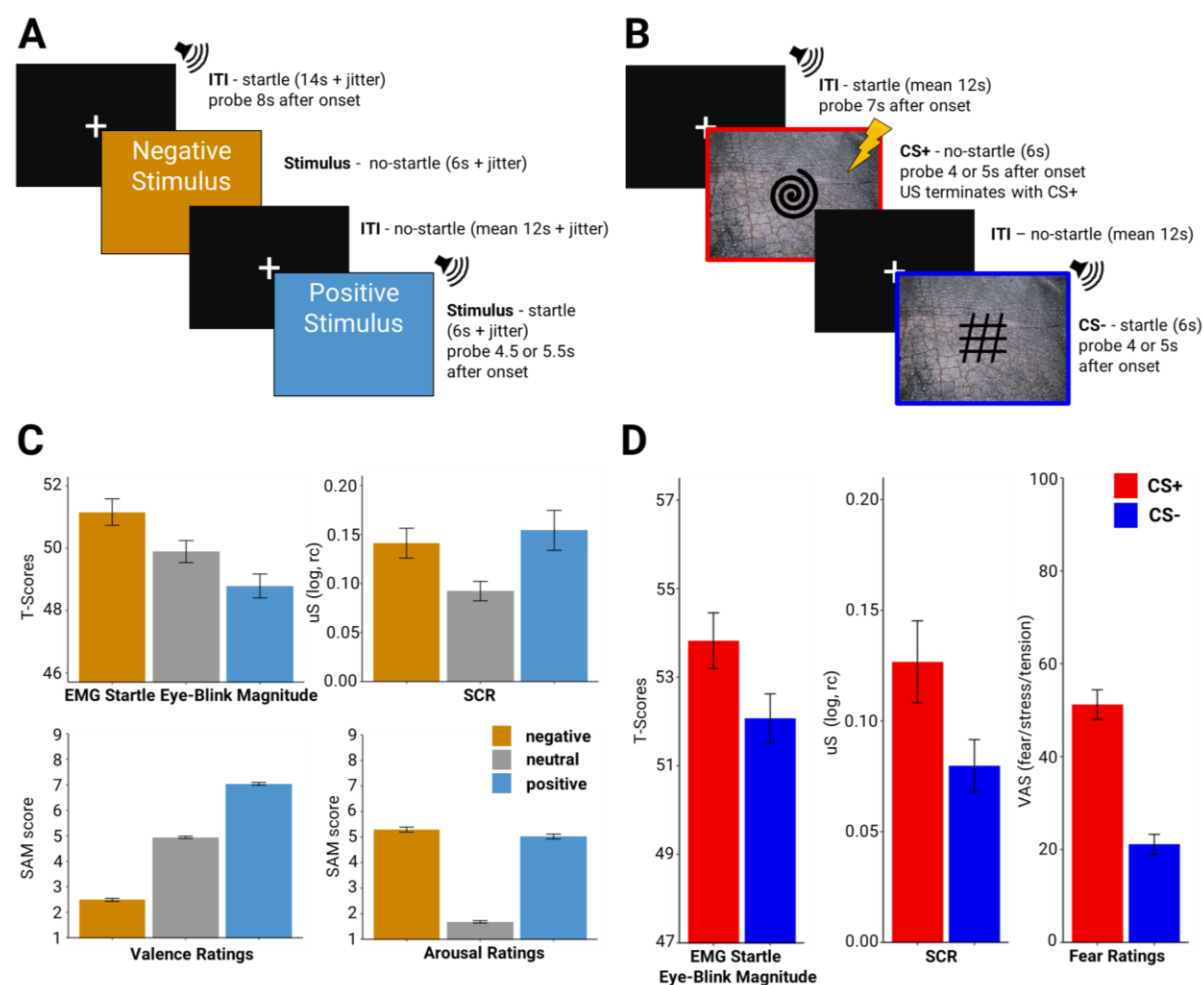 A
ITI - startle (14s + jitter)
probe 8s after onset
Negative
Stimulus
Stimulus - no-startle (6s + jitter)
ITI - no-startle (mean 12s + jitter)
Positive
Stimulus
Stimulus - startle
(6s + jitter)
probe 4.5 or 5.5s
after onset
B
ITI - startle (mean 12s)
probe 7s after onset
CS+ - no-startle (6s)
probe 4 or 5s after onset
US terminates with CS+
ITI – no-startle (mean 12s)
CS- - startle (6s)
probe 4 or 5s
after onset
C
T-Scores
52
50
48
46
EMG Startle Eye-Blink Magnitude
uS (log, rc)
0.20
0.15
0.10
0.05
0.00
SCR
SAM score
9
8
7
6
5
4
3
2
1
Valence Ratings
SAM score
9
8
7
6
5
4
3
2
1
negative
neutral
positive
Arousal Ratings
D
T-Scores
57
55
53
51
49
47
EMG Startle
Eye-Blink Magnitude
uS (log, rc)
0.20
0.15
0.10
0.05
0.00
SCR
VAS (fear/stress/tension)
100
80
60
40
20
0
Fear Ratings
CS+
CS-